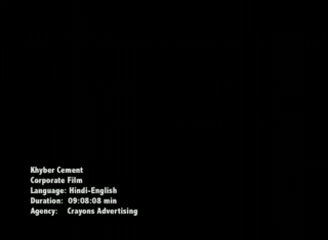 Khyber Cement
Corporate Film
Language: Hindi-English
Duration: 09:08:08 min
Agency: Crayons Advertising